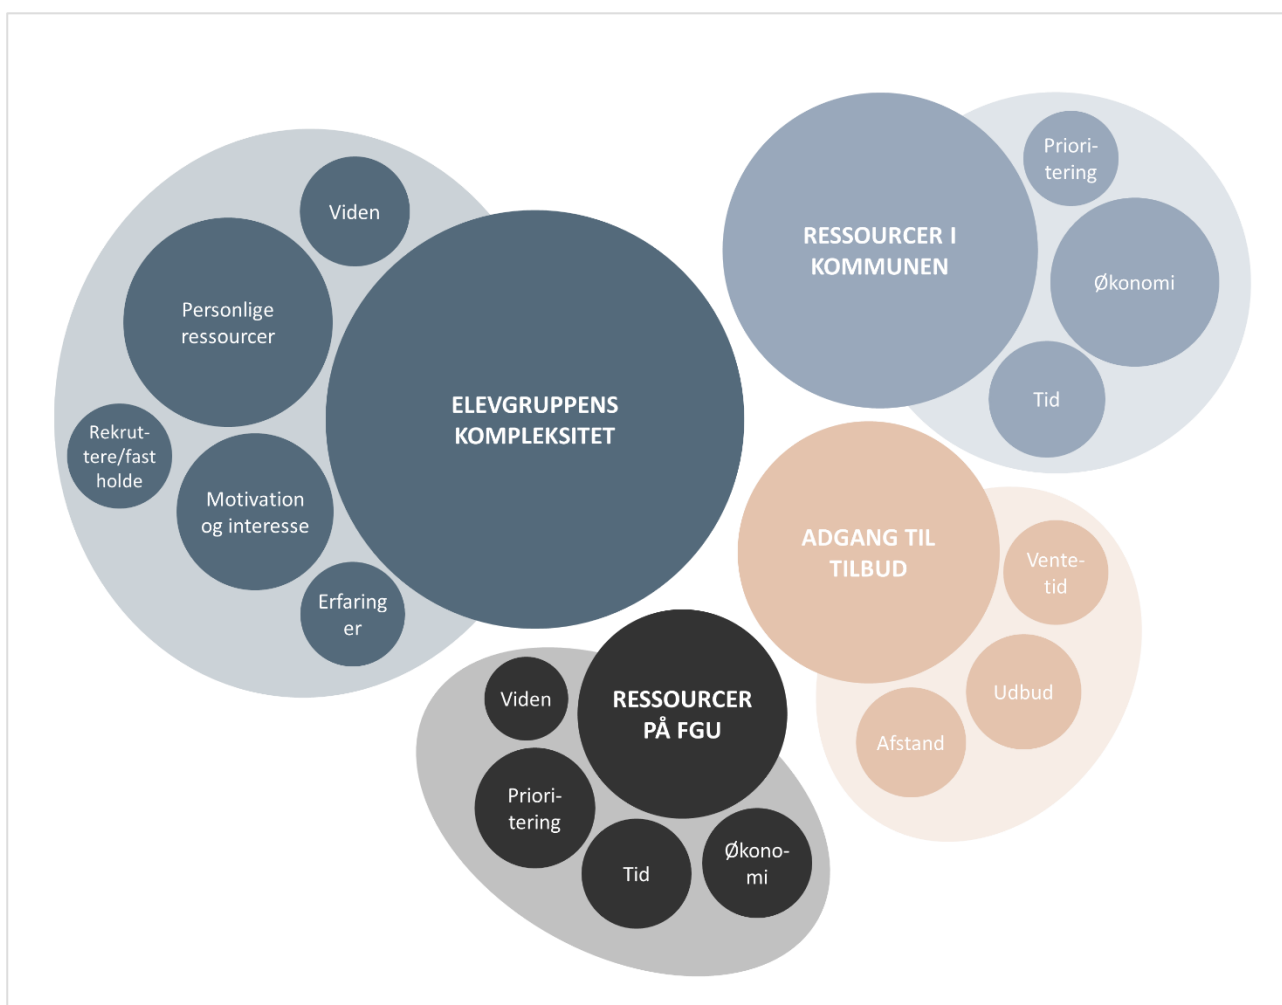 Viden
Personlige
ressourcer
Rekrut-
tere/fast
holde
Motivation
og interesse
Erfaring
er
ELEVGRUPPENS
KOMPLEKSITET
RESSOURCER I
KOMMUNEN
Priori-
tering
Økonomi
Tid
ADGANG TIL
TILBUD
Vente-
tid
Udbud
Afstand
RESSOURCER
PÅ FGU
Viden
Priori-
tering
Tid
Økono-
mi